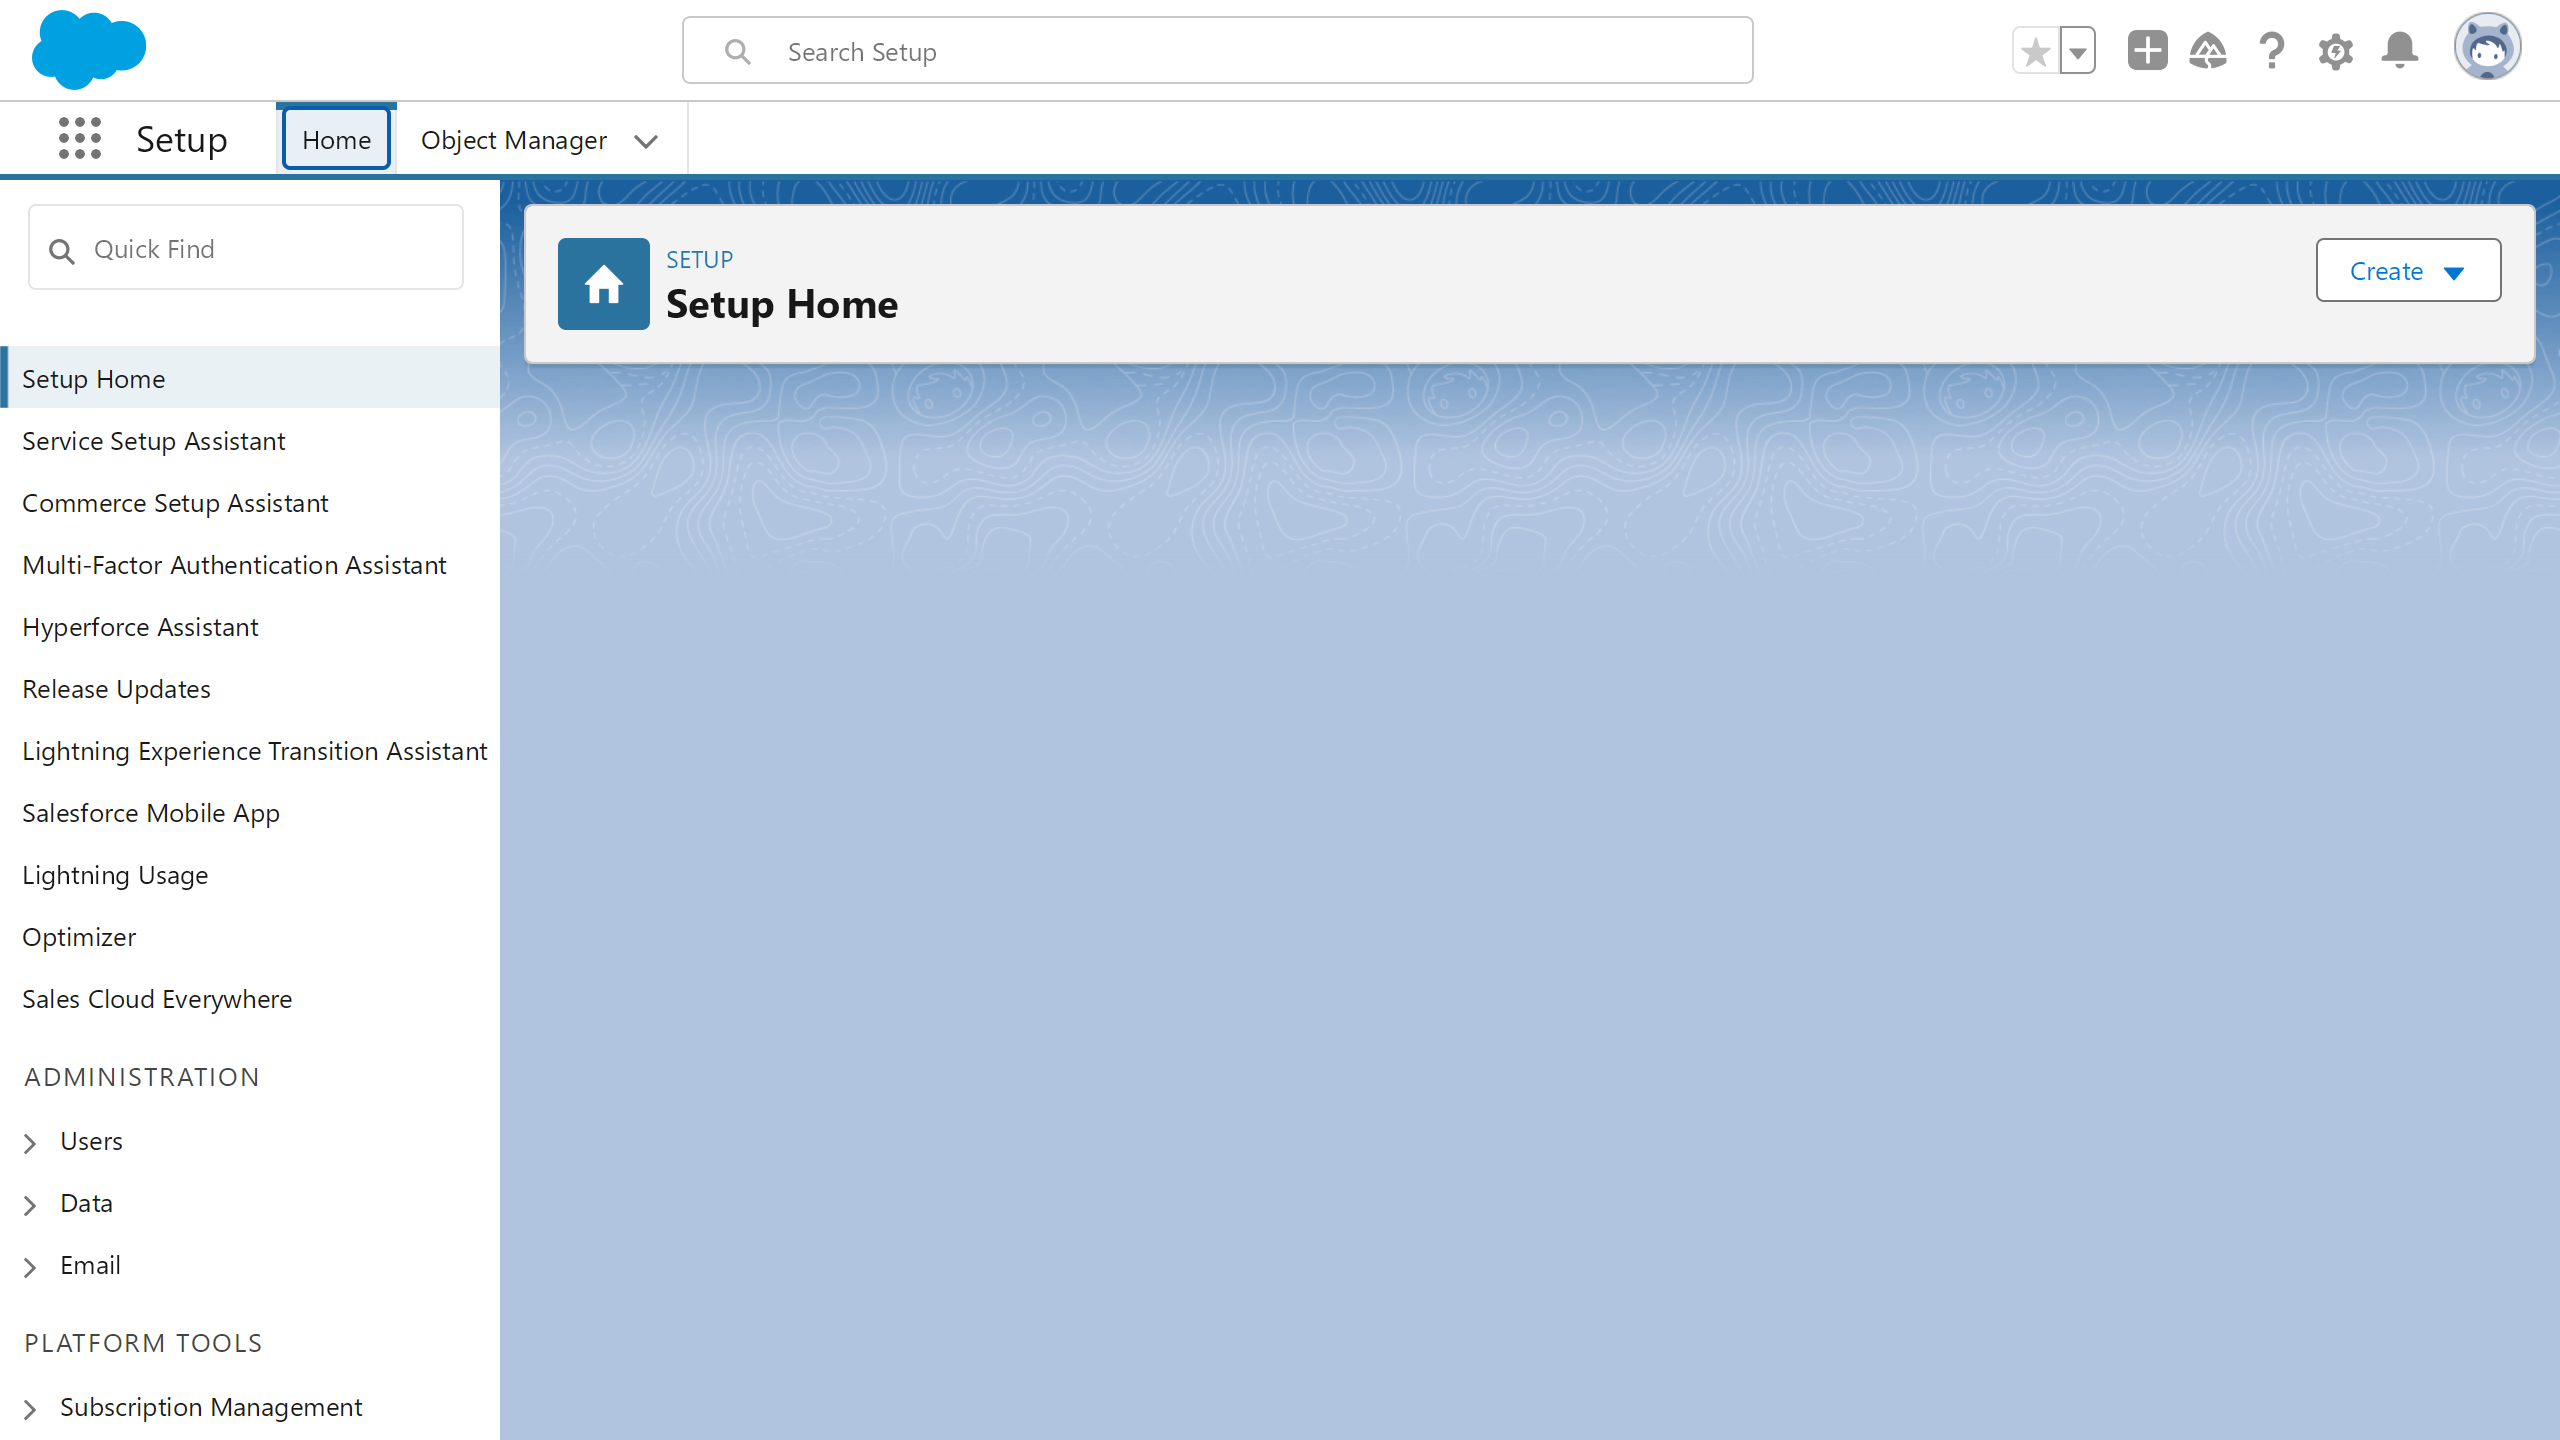 Search Setup
Setup
Home
Object Manager
Quick Find
Setup Home
Service Setup Assistant
Commerce Setup Assistant
Multi-Factor Authentication Assistant
Hyperforce Assistant
Release Updates
Lightning Experience Transition Assistant
Salesforce Mobile App
Lightning Usage
Optimizer
Sales Cloud Everywhere
ADMINISTRATION
Users
Data
Email
PLATFORM TOOLS
Subscription Management
SETUP
Setup Home
Create